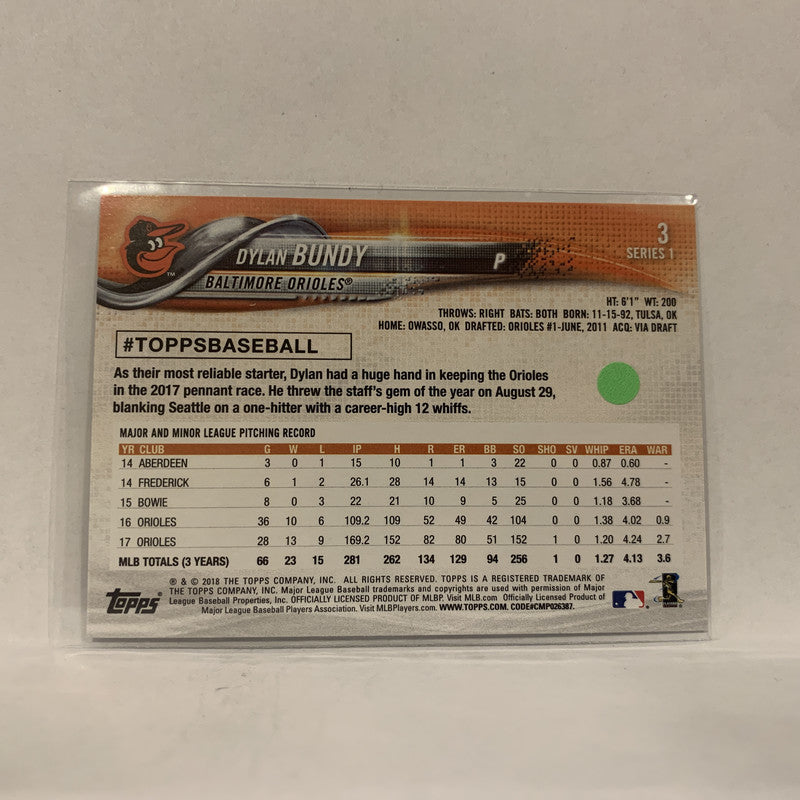 3
SERIES 1
DYLAN BUNDY
P
BALTIMORE ORIOLES®
TM
HT: 6'1" WT: 200
THROWS: RIGHT BATS: BOTH BORN: 11-15-92, TULSA, OK
HOME: OWASSO, OK DRAFTED: ORIOLES #1-JUNE, 2011 ACQ: VIA DRAFT
#TOPPSBASEBALL
As their most reliable starter, Dylan had a huge hand in keeping the Orioles
in the 2017 pennant race. He threw the staff's gem of the year on August 29,
blanking Seattle on a one-hitter with a career-high 12 whiffs.
MAJOR AND MINOR LEAGUE PITCHING RECORD
YR CLUB G W L IP H R ER BB SO SHO SV WHIP ERA WAR
14 ABERDEEN 3 0 1 15 10 1 1 3 22 0 0 0.87 0.60 -
14 FREDERICK 6 1 2 26.1 28 14 14 13 15 0 0 1.56 4.78 -
15 BOWIE 8 0 3 22 21 10 9 5 25 0 0 1.18 3.68 -
16 ORIOLES 36 10 6 109.2 109 52 49 42 104 0 0 1.38 4.02 0.9
17 ORIOLES 28 13 9 169.2 152 82 80 51 152 1 0 1.20 4.24 2.7
MLB TOTALS (3 YEARS) 66 23 15 281 262 134 129 94 256 1 0 1.27 4.13 3.6
® & © 2018 THE TOPPS COMPANY, INC. ALL RIGHTS RESERVED. TOPPS IS A REGISTERED TRADEMARK OF
THE TOPPS COMPANY, INC. Major League Baseball trademarks and copyrights are used with permission of Major
League Baseball Properties, Inc. OFFICIALLY LICENSED PRODUCT OF MLBP. Visit MLB.com Officially Licensed Product of
Major League Baseball Players Association. Visit MLBPlayers.com. WWW.TOPPS.COM. CODE#CMP026387.
Topps®